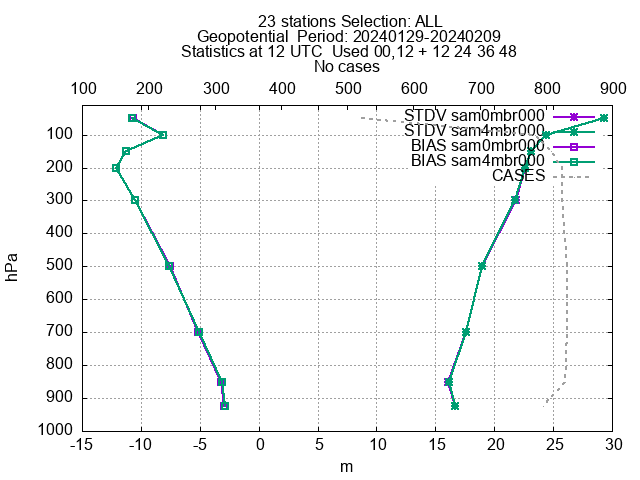 23 stations Selection: ALL
Geopotential  Period: 20240129-20240209
Statistics at 12 UTC  Used 00,12 + 12 24 36 48
No cases
100 200 300 400 500 600 700 800 900
STDV sam0mbr000
STDV sam4mbr000
BIAS sam0mbr000
BIAS sam4mbr000
CASES
100
200
300
400
500
600
700
800
900
1000
hPa
-15 -10 -5 0 5 10 15 20 25 30
m